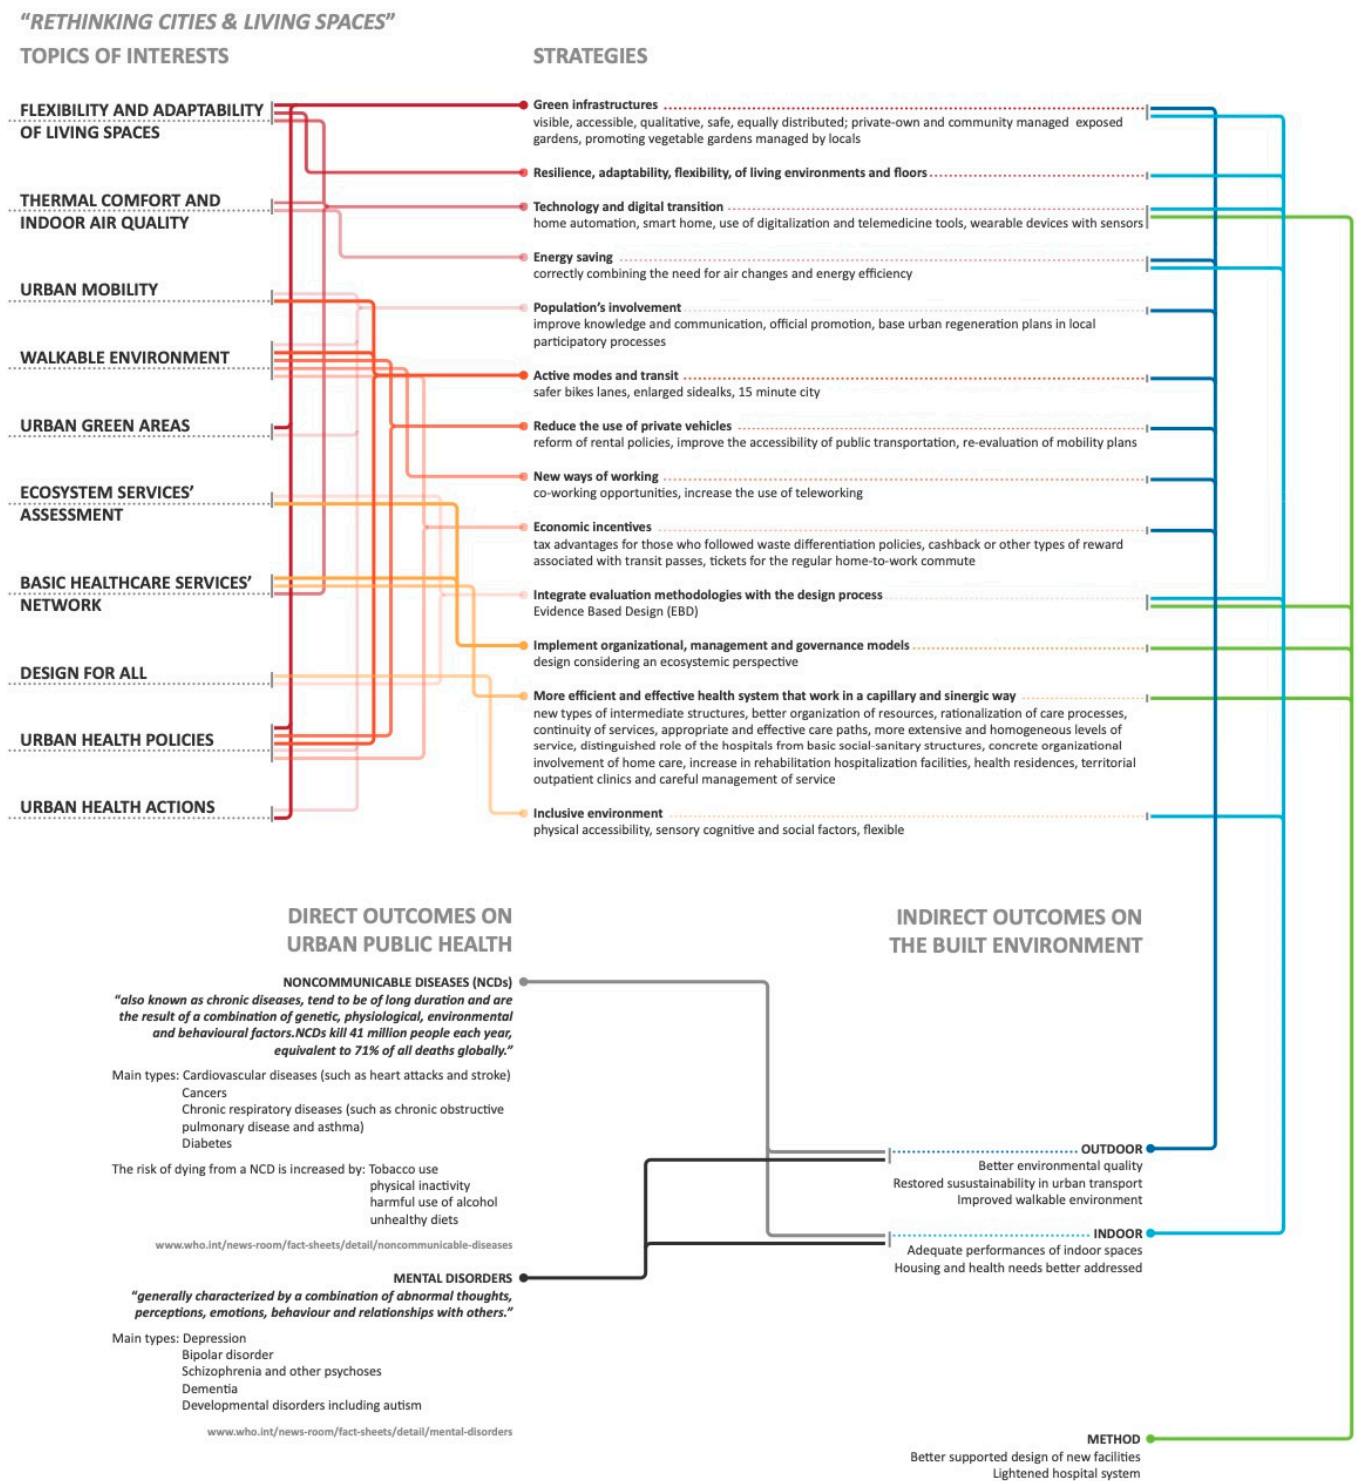 “RETHINKING CITIES & LIVING SPACES”
TOPICS OF INTERESTS
FLEXIBILITY AND ADAPTABILITY
OF LIVING SPACES
THERMAL COMFORT AND
INDOOR AIR QUALITY
URBAN MOBILITY
WALKABLE ENVIRONMENT
URBAN GREEN AREAS
ECOSYSTEM SERVICES’
ASSESSMENT
BASIC HEALTHCARE SERVICES’
NETWORK
DESIGN FOR ALL
URBAN HEALTH POLICIES
URBAN HEALTH ACTIONS
STRATEGIES
Green infrastructures
visible, accessible, qualitative, safe, equally distributed; private-own and community managed exposed
gardens, promoting vegetable gardens managed by locals
Resilience, adaptability, flexibility, of living environments and floors
Technology and digital transition
home automation, smart home, use of digitalization and telemedicine tools, wearable devices with sensors
Energy saving
correctly combining the need for air changes and energy efficiency
Population’s involvement
improve knowledge and communication, official promotion, base urban regeneration plans in local
participatory processes
Active modes and transit
safer bikes lanes, enlarged sidealks, 15 minute city
Reduce the use of private vehicles
reform of rental policies, improve the accessibility of public transportation, re-evaluation of mobility plans
New ways of working
co-working opportunities, increase the use of teleworking
Economic incentives
tax advantages for those who followed waste differentiation policies, cashback or other types of reward
associated with transit passes, tickets for the regular home-to-work commute
Integrate evaluation methodologies with the design process
Evidence Based Design (EBD)
Implement organizational, management and governance models
design considering an ecosystemic perspective
More efficient and effective health system that work in a capillary and sinergic way
new types of intermediate structures, better organization of resources, rationalization of care processes,
continuity of services, appropriate and effective care paths, more extensive and homogeneous levels of
service, distinguished role of the hospitals from basic social-sanitary structures, concrete organizational
involvement of home care, increase in rehabilitation hospitalization facilities, health residences, territorial
outpatient clinics and careful management of service
Inclusive environment
physical accessibility, sensory cognitive and social factors, flexible
DIRECT OUTCOMES ON
URBAN PUBLIC HEALTH
NONCOMMUNICABLE DISEASES (NCDs)
“also known as chronic diseases, tend to be of long duration and are
the result of a combination of genetic, physiological, environmental
and behavioural factors.NCDs kill 41 million people each year,
equivalent to 71% of all deaths globally.”
Main types: Cardiovascular diseases (such as heart attacks and stroke)
Cancers
Chronic respiratory diseases (such as chronic obstructive
pulmonary disease and asthma)
Diabetes
The risk of dying from a NCD is increased by: Tobacco use
physical inactivity
harmful use of alcohol
unhealthy diets
www.who.int/news-room/fact-sheets/detail/noncommunicable-diseases
MENTAL DISORDERS
“generally characterized by a combination of abnormal thoughts,
perceptions, emotions, behaviour and relationships with others.”
Main types: Depression
Bipolar disorder
Schizophrenia and other psychoses
Dementia
Developmental disorders including autism
www.who.int/news-room/fact-sheets/detail/mental-disorders
INDIRECT OUTCOMES ON
THE BUILT ENVIRONMENT
OUTDOOR
Better environmental quality
Restored susustainability in urban transport
Improved walkable environment
INDOOR
Adequate performances of indoor spaces
Housing and health needs better addressed
METHOD
Better supported design of new facilities
Lightened hospital system